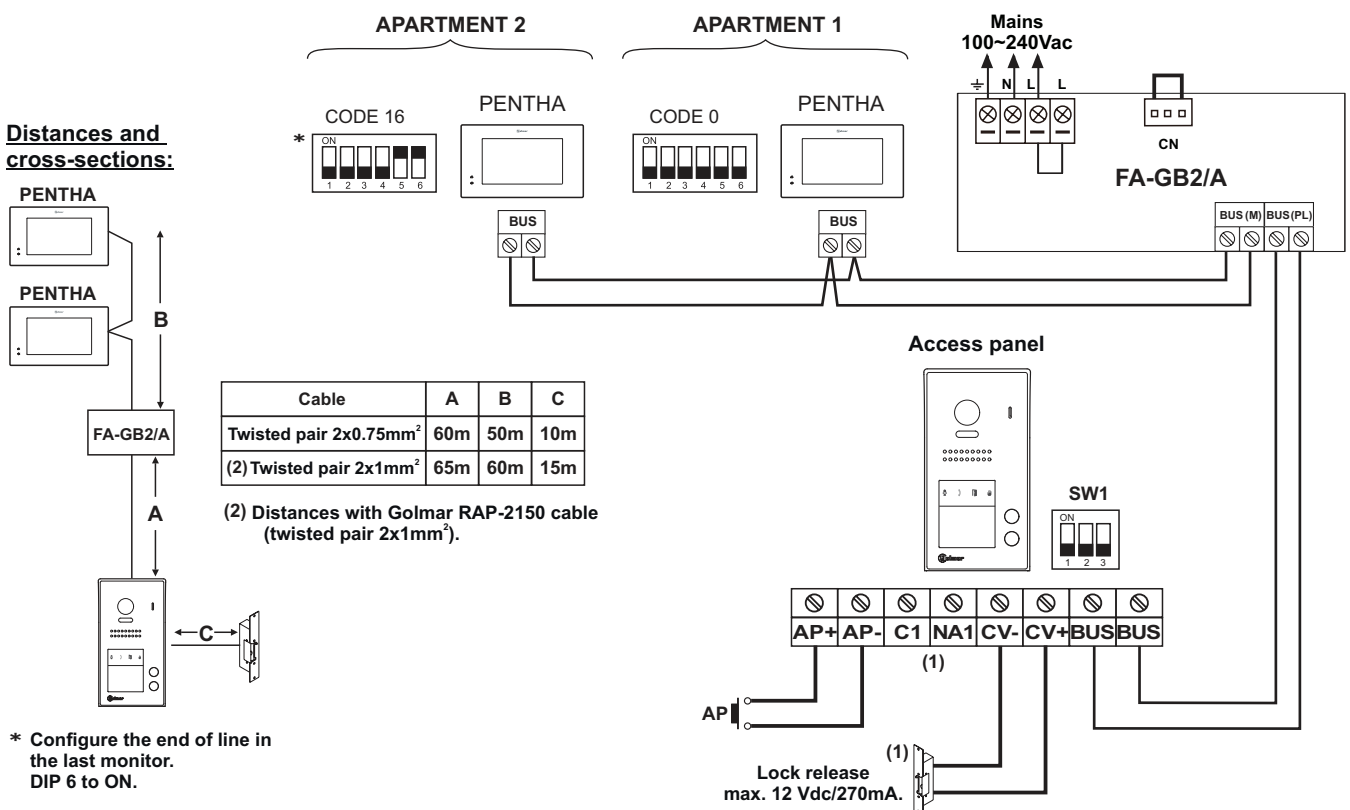 APARTMENT 2
APARTMENT 1
Mains
100~240Vac
N L L
CN
FA-GB2/A
BUS (M) BUS (PL)
* CODE 16
ON
1 2 3 4 5 6
PENTHA
BUS
CODE 0
ON
1 2 3 4 5 6
PENTHA
BUS
Distances and
cross-sections:
PENTHA
PENTHA
B
FA-GB2/A
A
C
Golmar
* Configure the end of line in
the last monitor.
DIP 6 to ON.
Cable A B C
Twisted pair 2x0.75mm² 60m 50m 10m
(2) Twisted pair 2x1mm² 65m 60m 15m
(2) Distances with Golmar RAP-2150 cable
(twisted pair 2x1mm²).
Access panel
Golmar
SW1
ON
1 2 3
AP+ AP- C1 NA1 CV- CV+ BUS BUS
(1)
AP
(1)
Lock release
max. 12 Vdc/270mA.